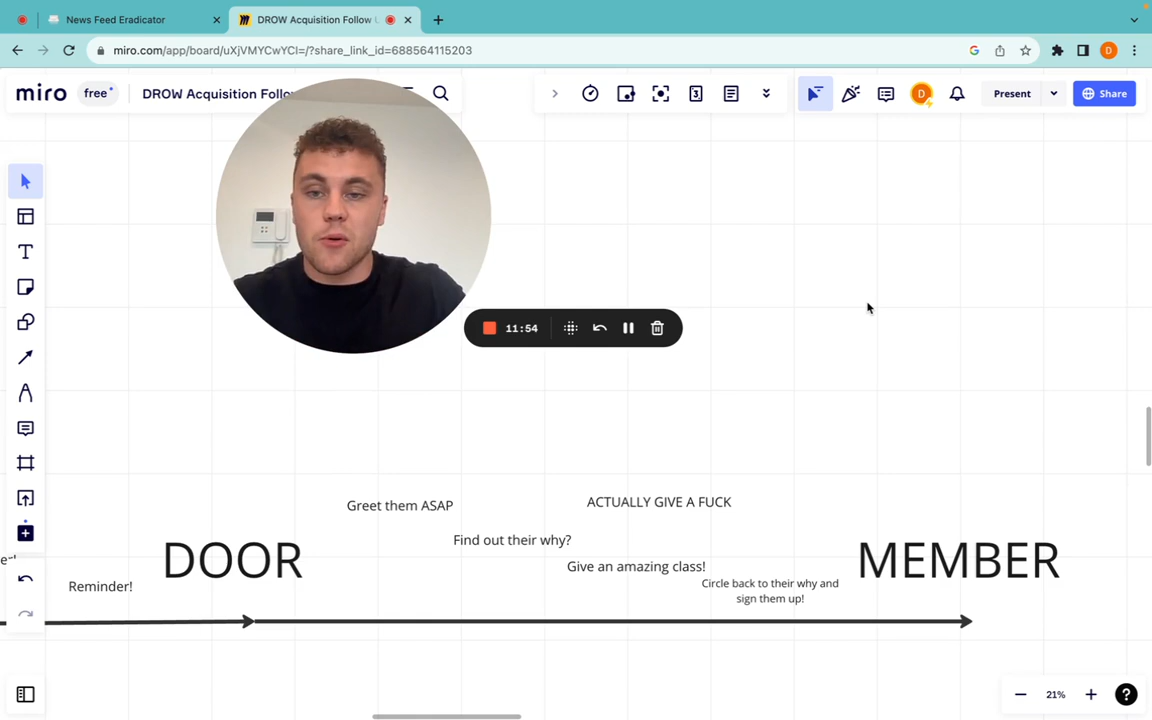 News Feed Eradicator
DROW Acquisition Follow U
miro.com/app/board/uXjVMYCwYCI=/?share_link_id=688564115203
D
miro
free
DROW Acquisition Follo
3
D
Present
Share
11:54
Greet them ASAP
ACTUALLY GIVE A FUCK
Find out their why?
er!
DOOR
MEMBER
Give an amazing class!
Reminder!
Circle back to their why and
sign them up!
21%